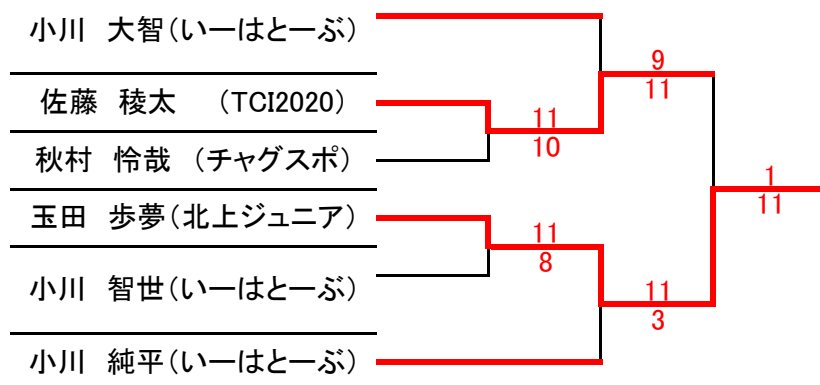 小川　大智(いーはとーぶ)
佐藤　稜太　(TCI2020)
秋村　怜哉　(チャグスポ)
玉田　歩夢(北上ジュニア)
小川　智世(いーはとーぶ)
小川　純平(いーはとーぶ)
11
10
11
8
9
11
11
3
1
11